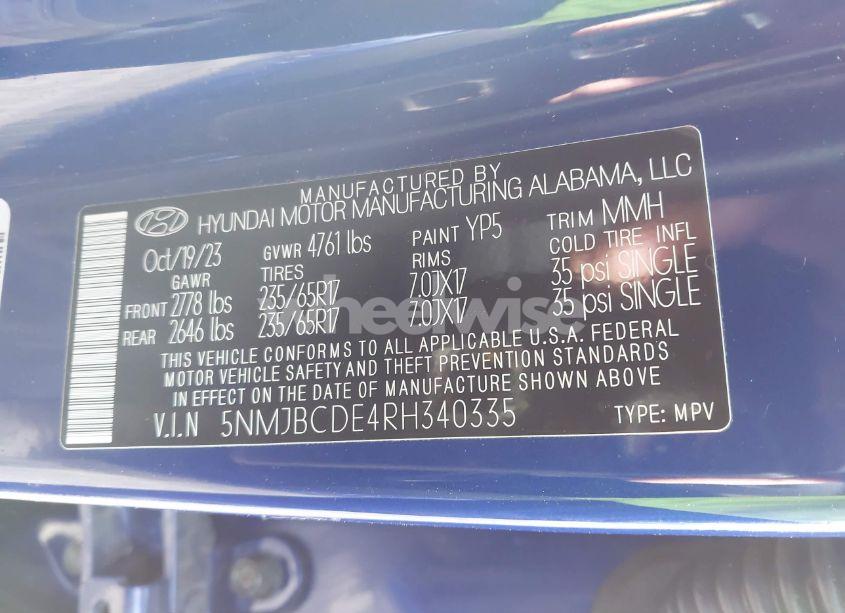 MANUFACTURED BY
HYUNDAI MOTOR MANUFACTURING ALABAMA, LLC
Oct/19/23 GVWR 4761 lbs PAINT YP5 TRIM MMH
GAWR TIRES RIMS COLD TIRE INFL
FRONT 2778 lbs 235/65R17 7.0JX17 35 psi SINGLE
REAR 2646 lbs 235/65R17 7.0JX17 35 psi SINGLE
wheelwise
THIS VEHICLE CONFORMS TO ALL APPLICABLE U.S.A. FEDERAL
MOTOR VEHICLE SAFETY AND THEFT PREVENTION STANDARDS
IN EFFECT ON THE DATE OF MANUFACTURE SHOWN ABOVE
V.I.N 5NMJBCDE4RH340335 TYPE: MPV